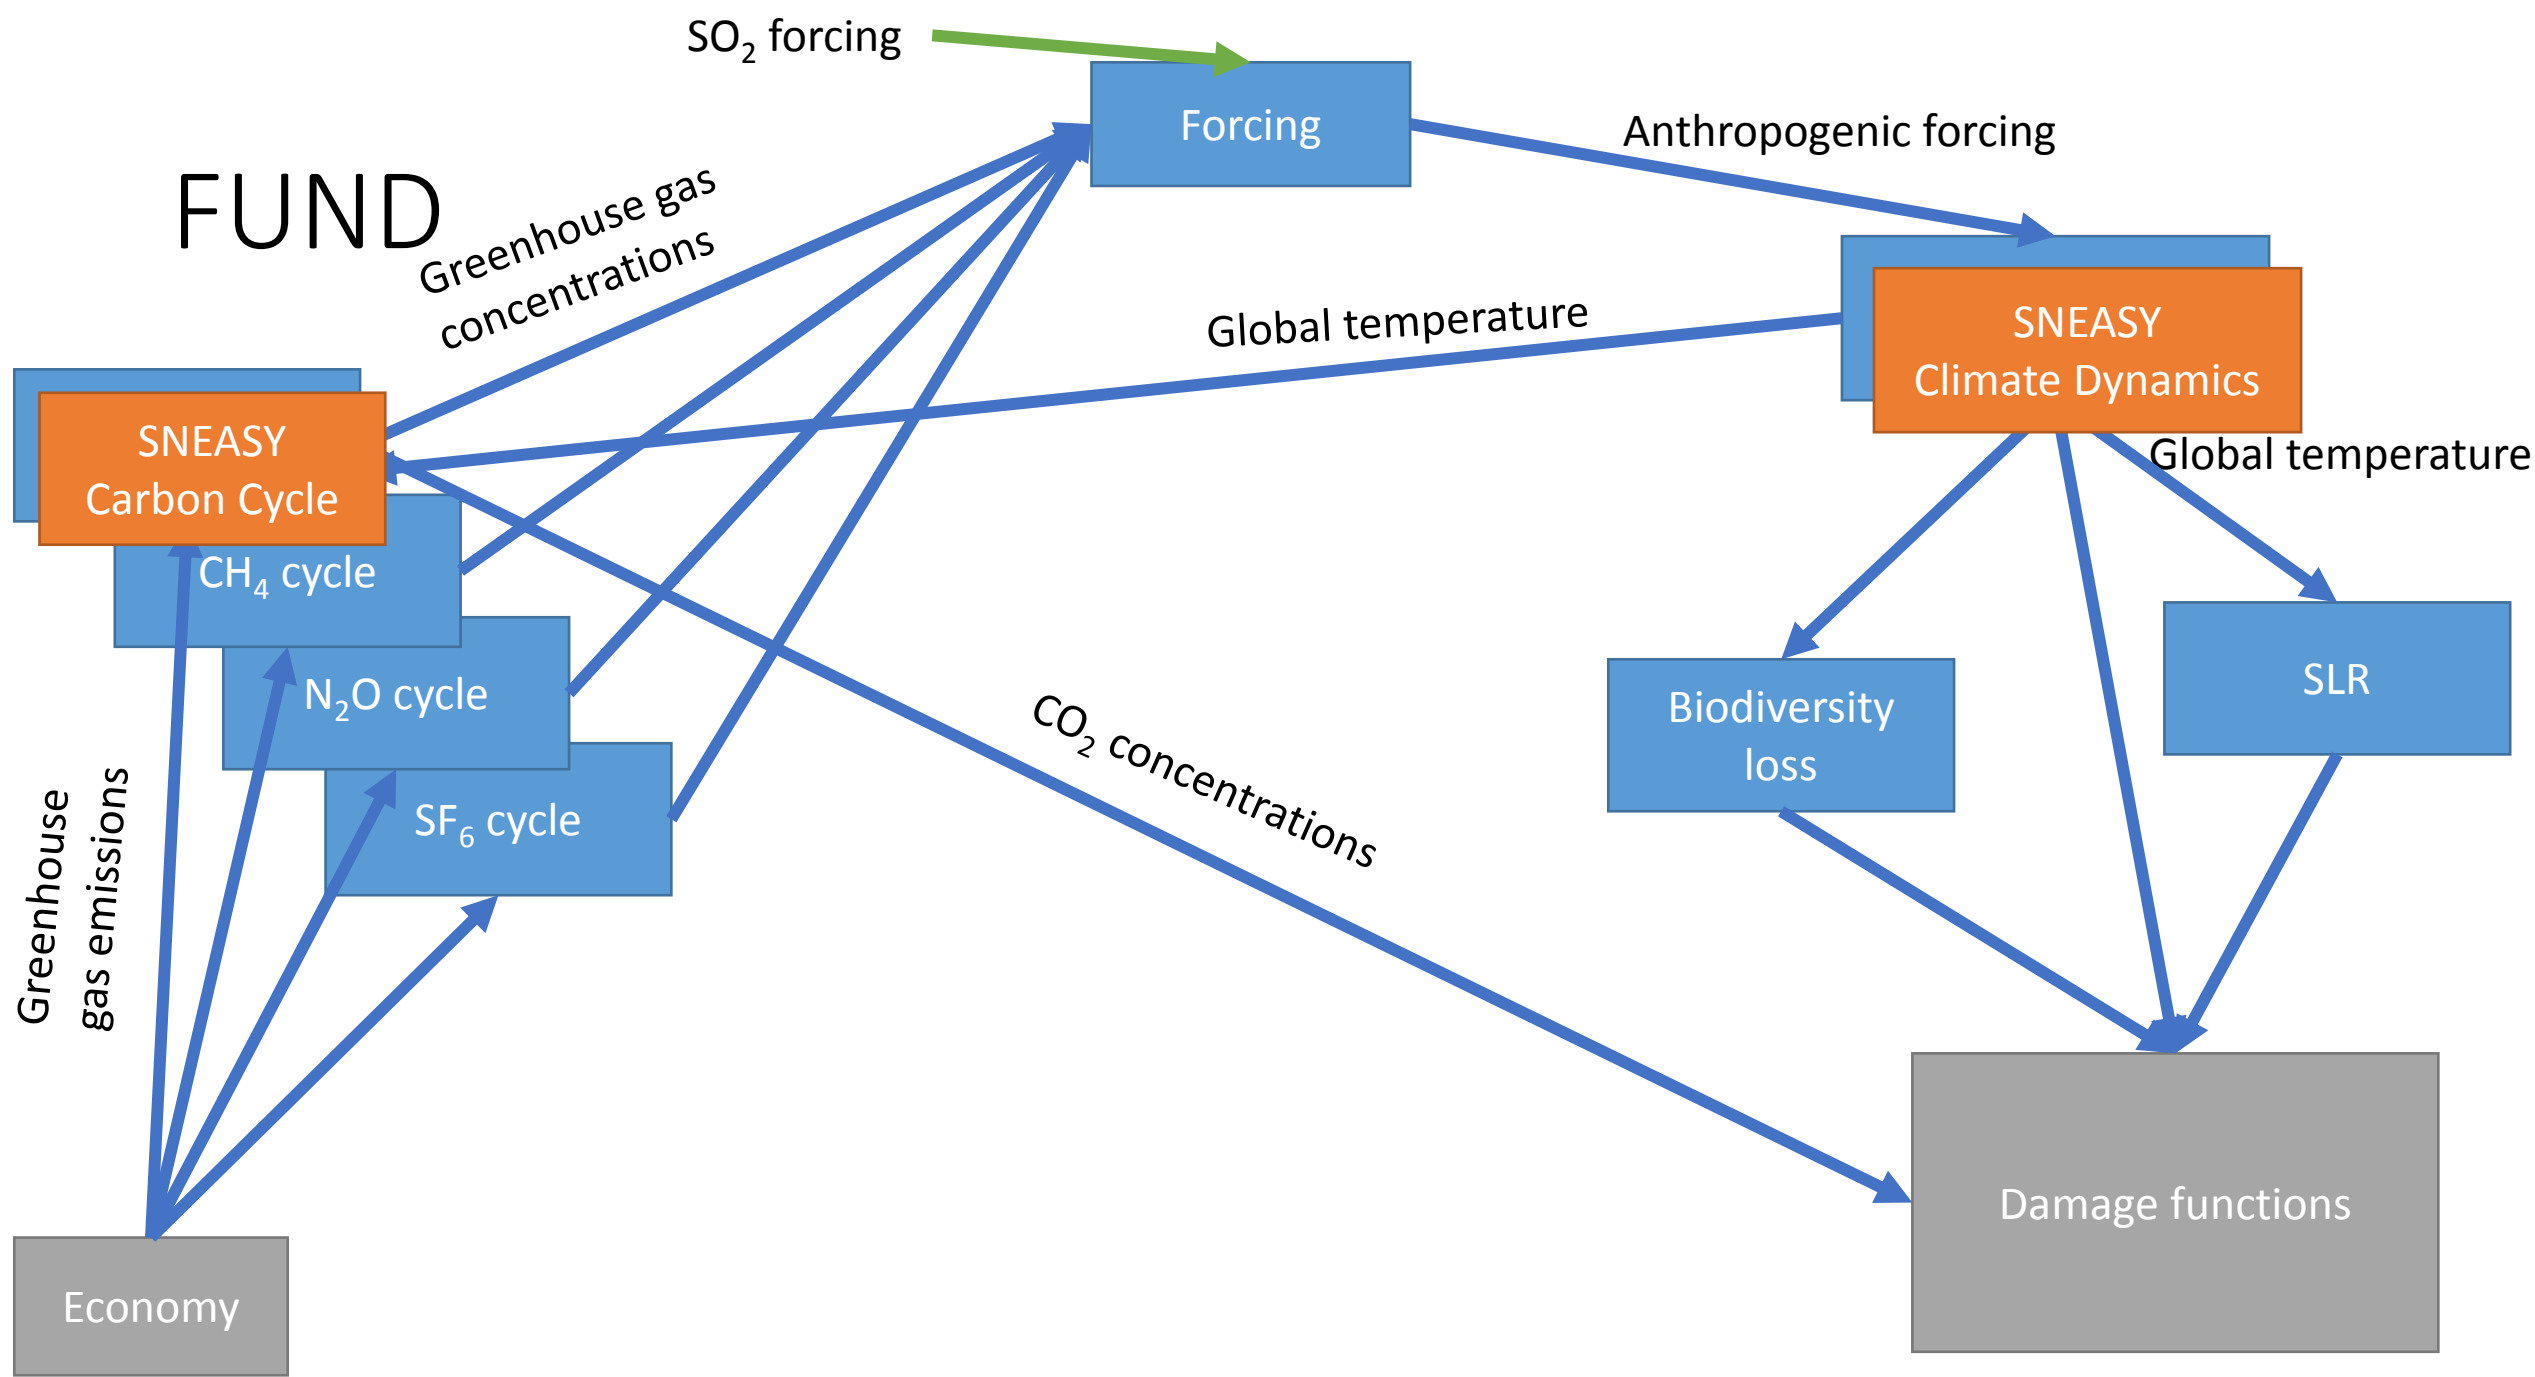 SO₂ forcing
Forcing
Anthropogenic forcing
FUND
Greenhouse gas
concentrations
Global temperature
SNEASY
Climate Dynamics
SNEASY
Carbon Cycle
Global temperature
CH₄ cycle
N₂O cycle
SLR
Biodiversity
loss
CO₂ concentrations
SF₆ cycle
Greenhouse
gas emissions
Damage functions
Economy